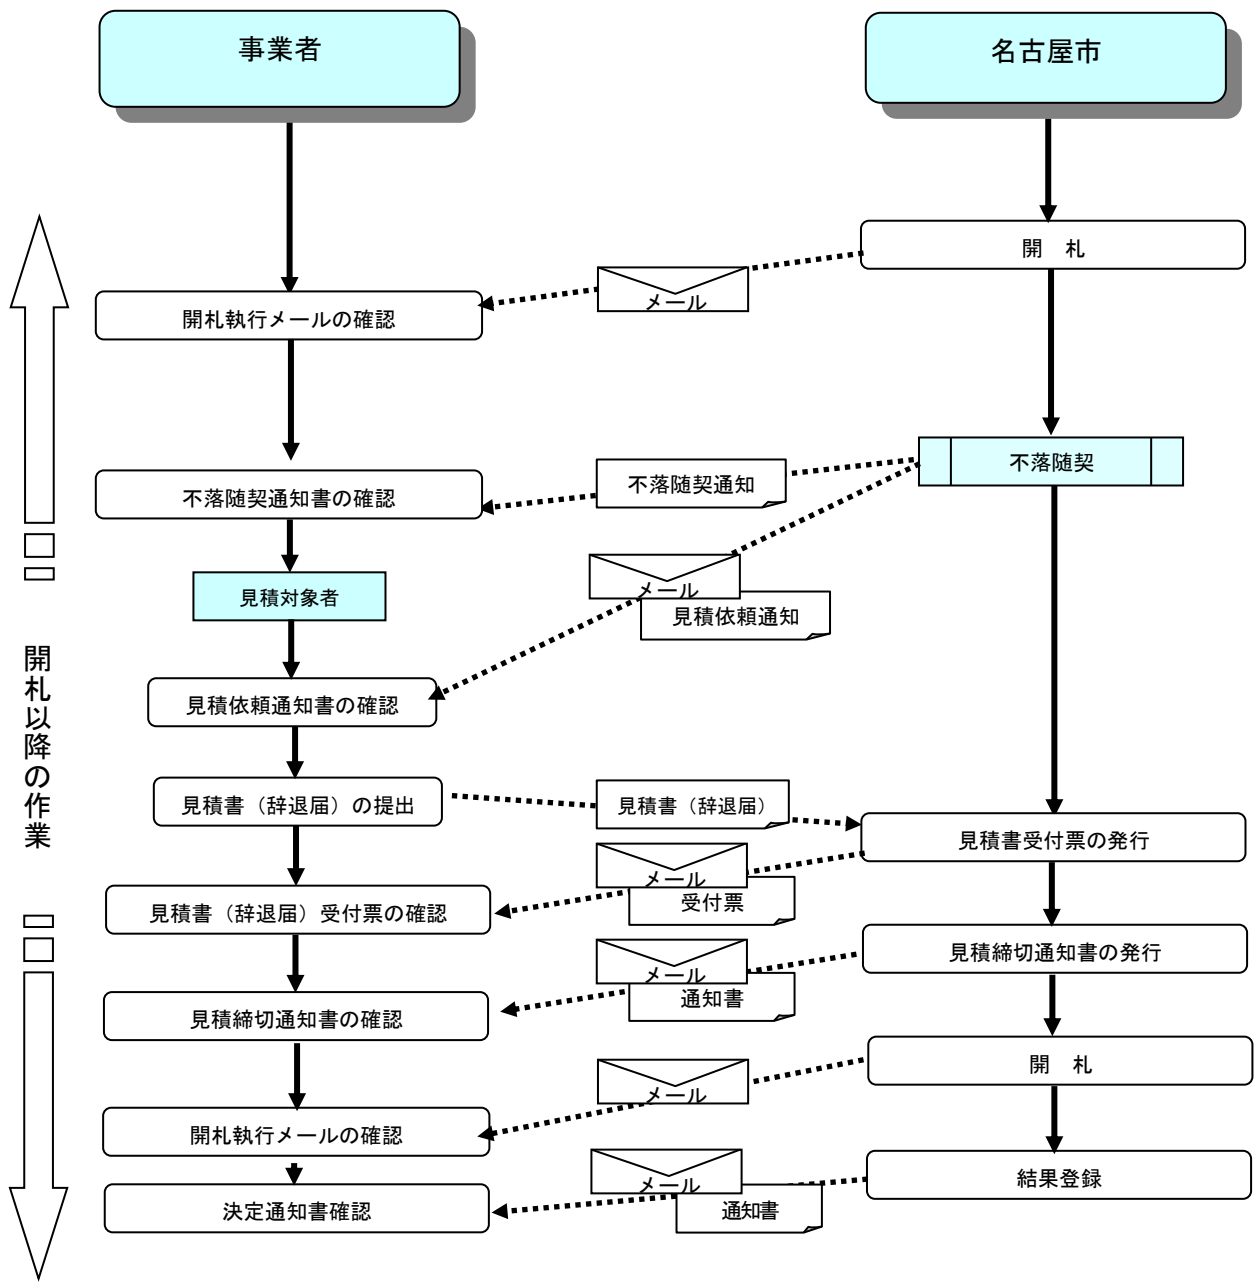 事業者
名古屋市
開　札
メール
開札執行メールの確認
不落随契
不落随契通知
不落随契通知書の確認
メール
見積対象者
見積依頼通知
見積依頼通知書の確認
開札以降の作業
見積書（辞退届）の提出
見積書（辞退届）
見積書受付票の発行
メール
受付票
見積書（辞退届）受付票の確認
見積締切通知書の発行
メール
通知書
見積締切通知書の確認
開　札
メール
開札執行メールの確認
結果登録
メール
通知書
決定通知書確認